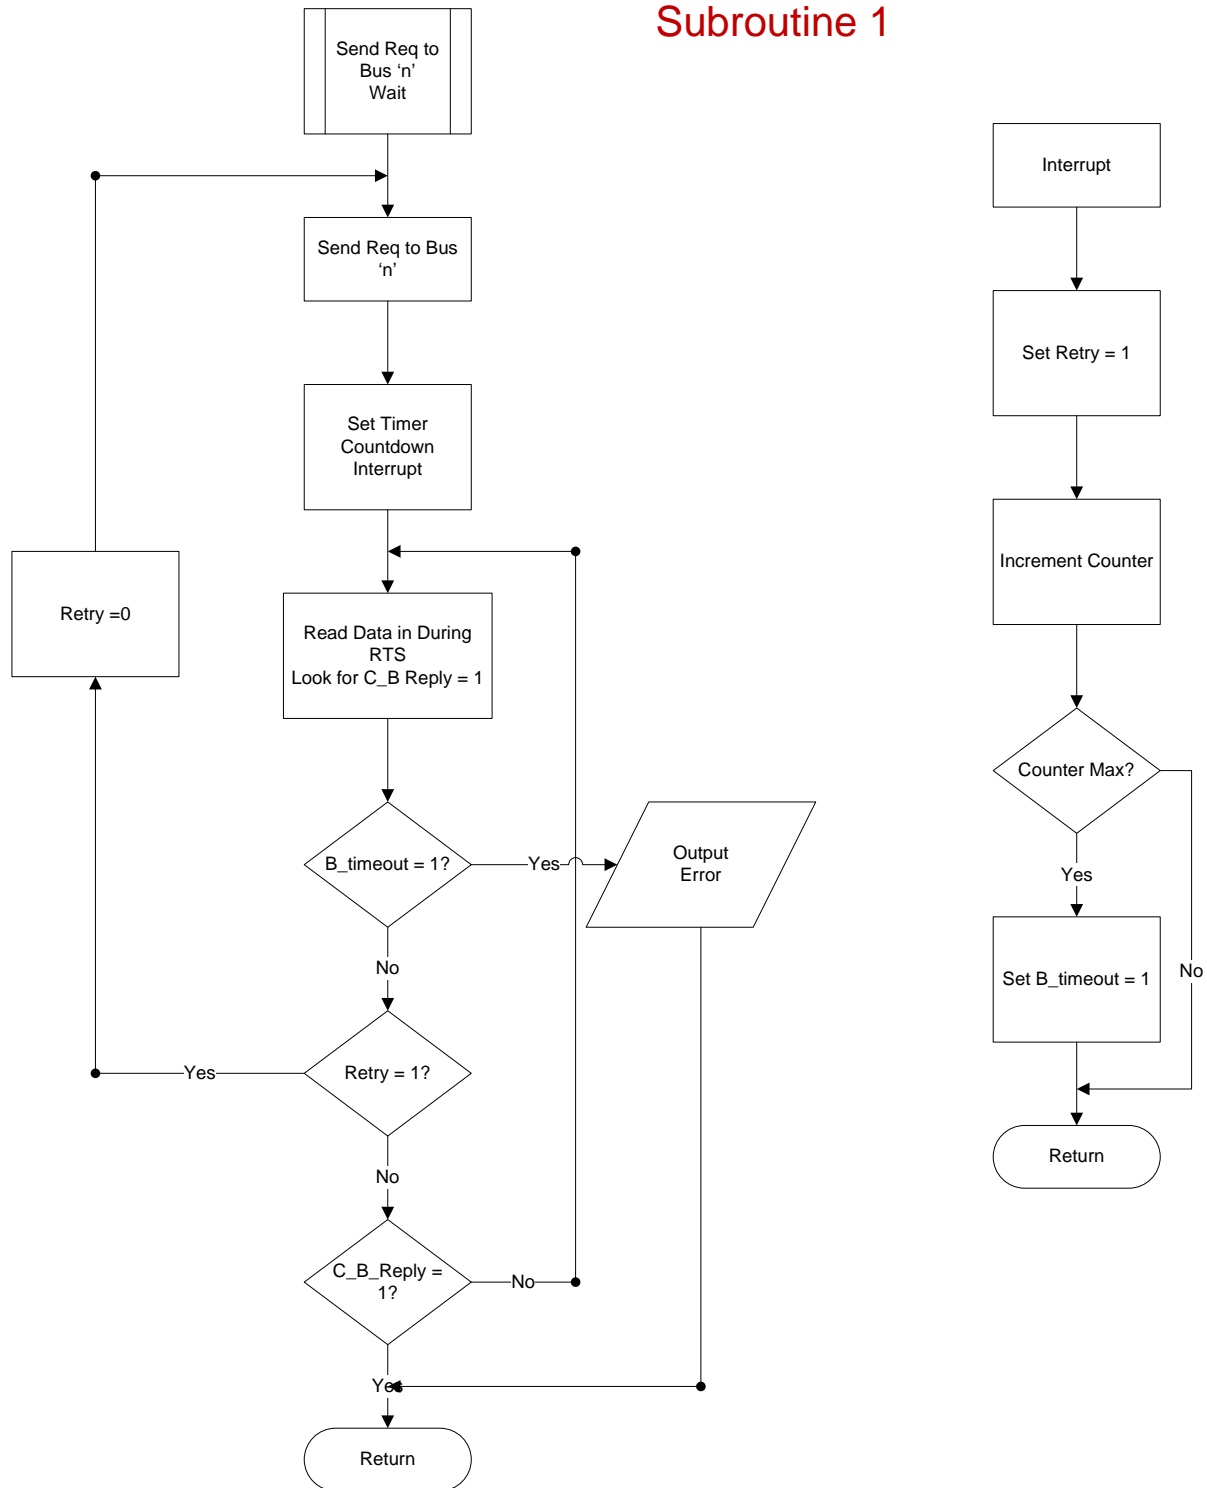 Subroutine 1
Send Req to
Bus ‘n’
Wait
Send Req to Bus
‘n’
Set Timer
Countdown
Interrupt
Retry =0
Read Data in During
RTS
Look for C_B Reply = 1
B_timeout = 1?
Yes
Output
Error
No
Retry = 1?
Yes
No
C_B_Reply =
1?
No
Yes
Return
Interrupt
Set Retry = 1
Increment Counter
Counter Max?
Yes
No
Set B_timeout = 1
Return